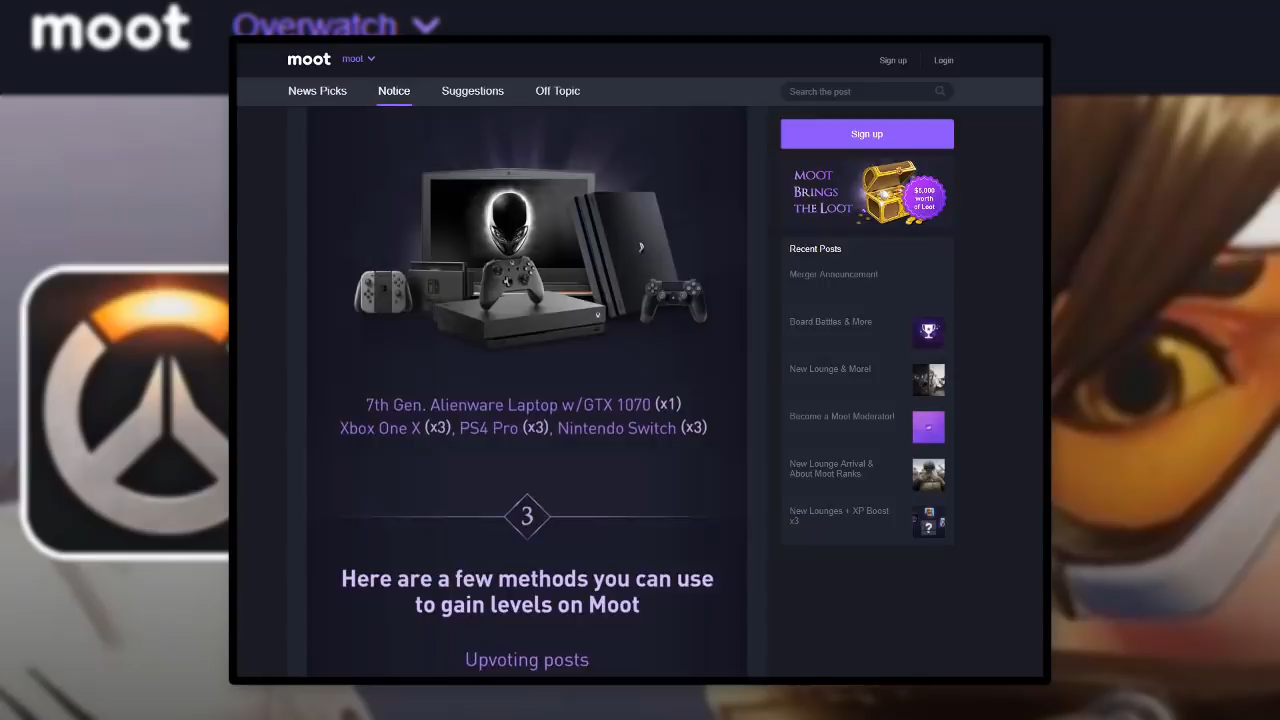 moot Overwatch
moot moot Sign up Login
News Picks Notice Suggestions Off Topic Search the post
Sign up
MOOT
BRINGS
THE LOOT
$5,000
worth
of Loot
7th Gen. Alienware Laptop w/GTX 1070 (x1)
Xbox One X (x3), PS4 Pro (x3), Nintendo Switch (x3)
3
Here are a few methods you can use
to gain levels on Moot
Upvoting posts
Recent Posts
Merger Announcement
Board Battles & More
New Lounge & More!
Become a Moot Moderator!
New Lounge Arrival &
About Moot Ranks
New Lounges + XP Boost
x3
?